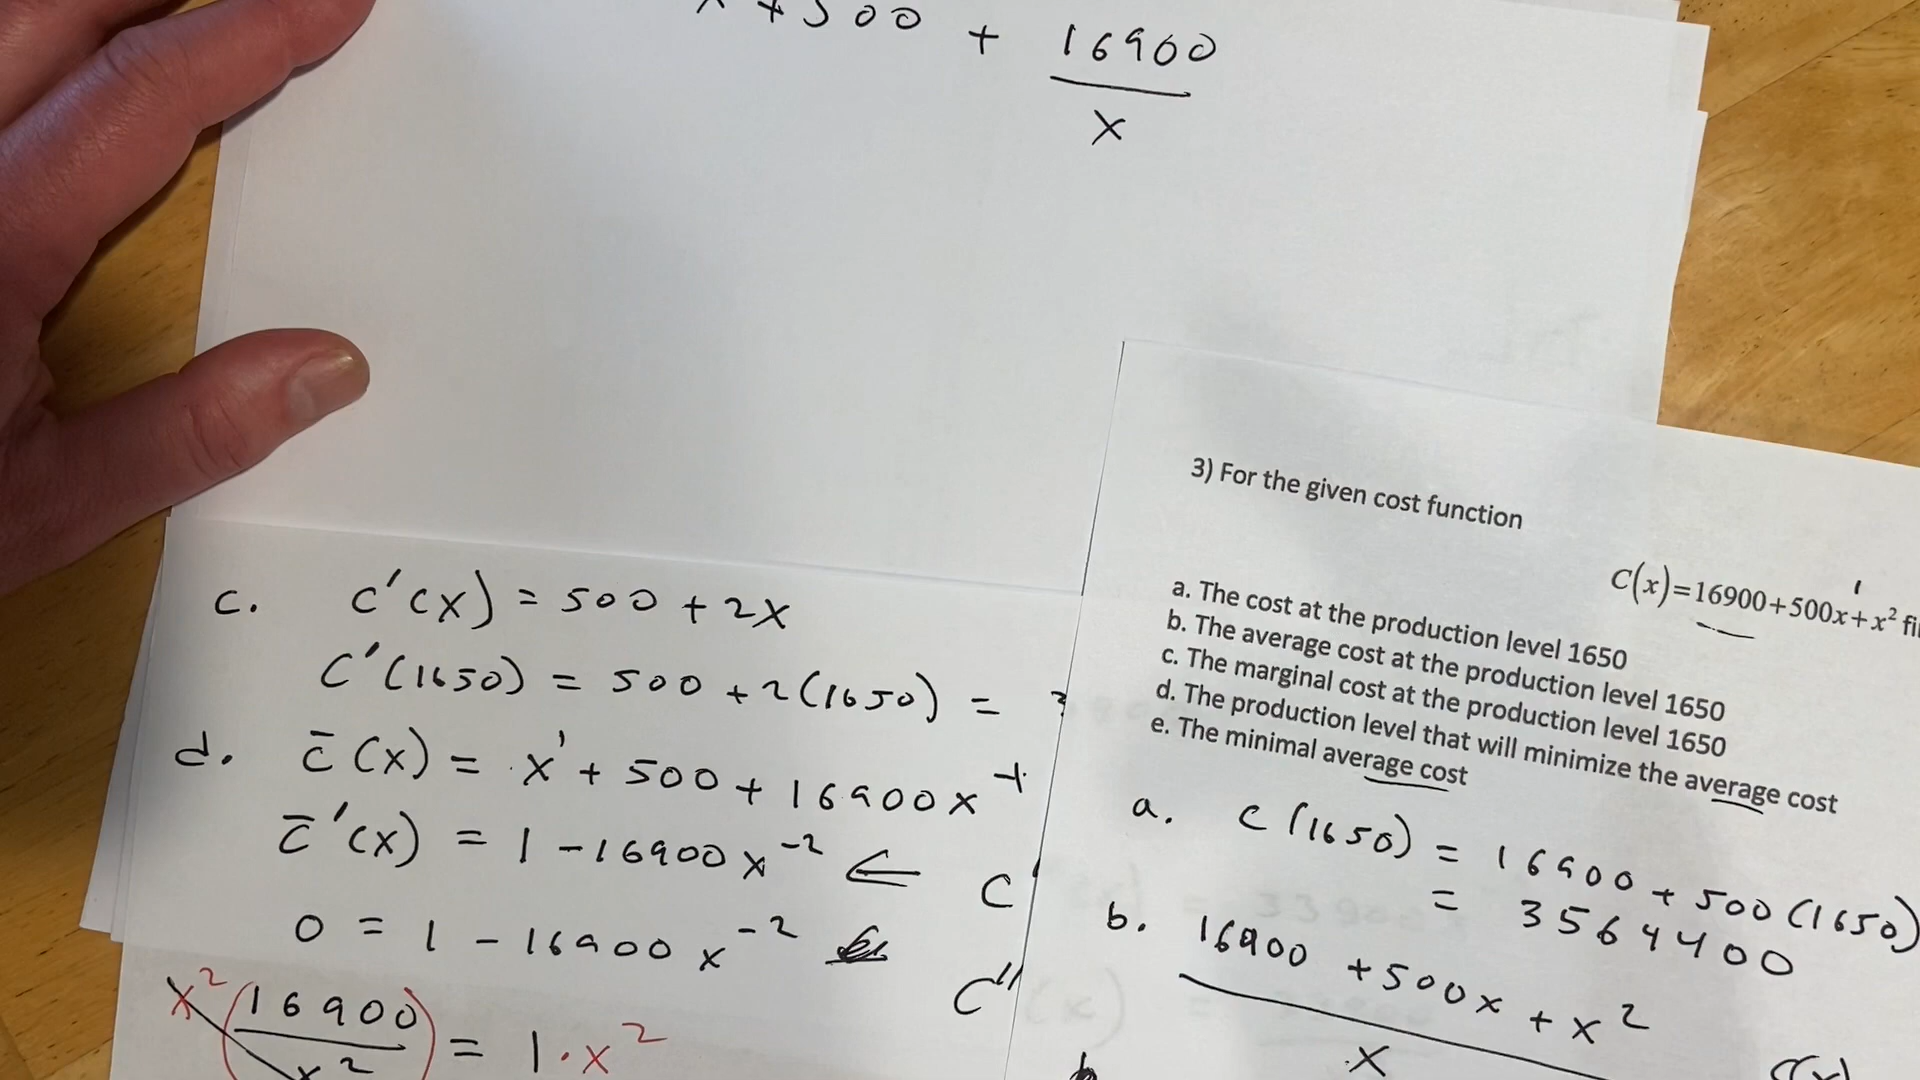 x + 500 + 16900
x
3) For the given cost function
C(x)=16900+500x+x² fi
a. The cost at the production level 1650
b. The average cost at the production level 1650
c. The marginal cost at the production level 1650
d. The production level that will minimize the average cost
e. The minimal average cost
a. C(1650) = 16900 + 500(1650)
= 3564400
b. 16900 + 500x + x²
x
C(x)
c. C'(x) = 500 + 2x
C'(1650) = 500 + 2(1650) =
d. C̄(x) = x¹ + 500 + 16900x
C̄'(x) = 1 - 16900x⁻² ← C'
0 = 1 - 16900x⁻²
C''
x² (16900) = 1·x²
x²